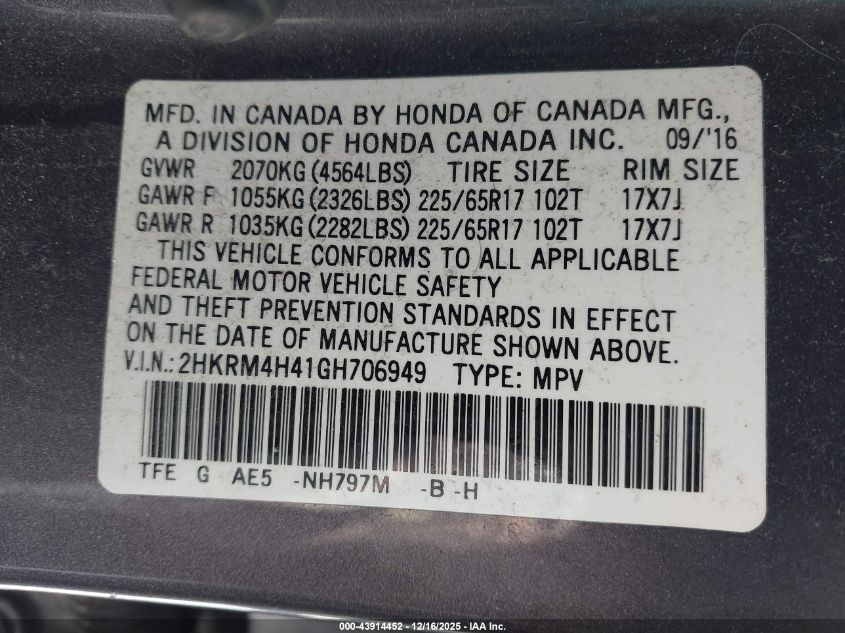 MFD. IN CANADA BY HONDA OF CANADA MFG.,
A DIVISION OF HONDA CANADA INC. 09/'16
GVWR 2070KG (4564LBS) TIRE SIZE RIM SIZE
GAWR F 1055KG (2326LBS) 225/65R17 102T 17X7J
GAWR R 1035KG (2282LBS) 225/65R17 102T 17X7J
THIS VEHICLE CONFORMS TO ALL APPLICABLE
FEDERAL MOTOR VEHICLE SAFETY
AND THEFT PREVENTION STANDARDS IN EFFECT
ON THE DATE OF MANUFACTURE SHOWN ABOVE.
V.I.N.: 2HKRM4H41GH706949 TYPE: MPV
TFE G AE5 -NH797M -B -H
000-43914452 - 12/16/2025 - IAA Inc.